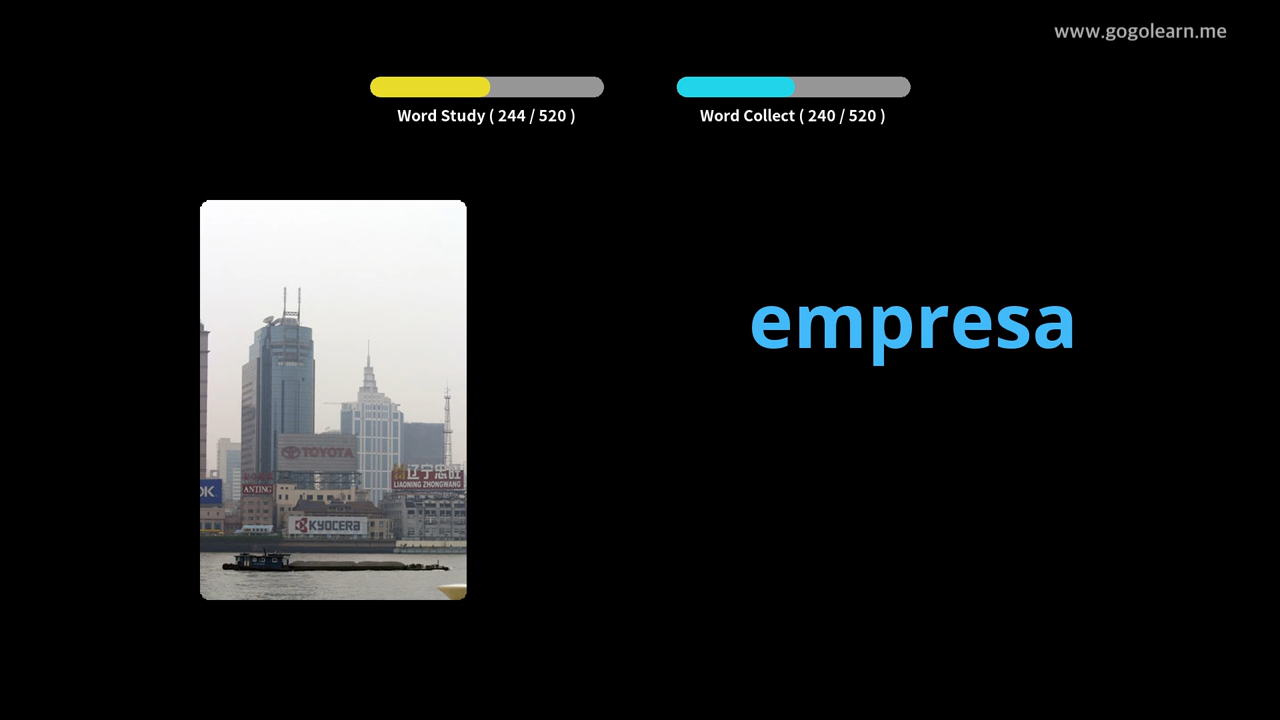 www.gogolearn.me
Word Study ( 244 / 520 )
Word Collect ( 240 / 520 )
empresa
TOYOTA
辽宁忠旺
LIAONING ZHONGWANG
ANTING
KYOCERA